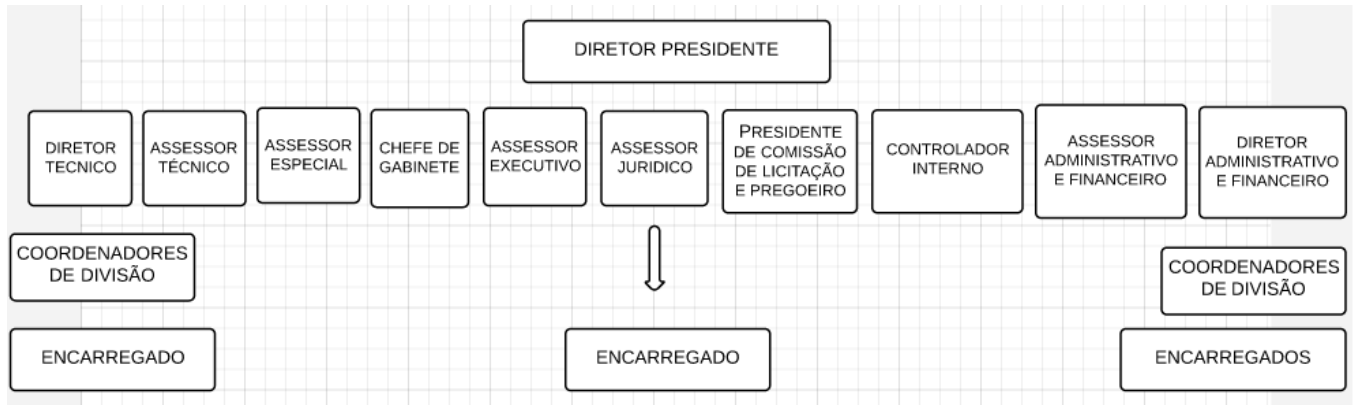 DIRETOR PRESIDENTE
DIRETOR
TECNICO
ASSESSOR
TÉCNICO
ASSESSOR
ESPECIAL
CHEFE DE
GABINETE
ASSESSOR
EXECUTIVO
ASSESSOR
JURIDICO
PRESIDENTE
DE COMISSÃO
DE LICITAÇÃO
E PREGOEIRO
CONTROLADOR
INTERNO
ASSESSOR
ADMINISTRATIVO
E FINANCEIRO
DIRETOR
ADMINISTRATIVO
E FINANCEIRO
COORDENADORES
DE DIVISÃO
COORDENADORES
DE DIVISÃO
ENCARREGADO
ENCARREGADO
ENCARREGADOS